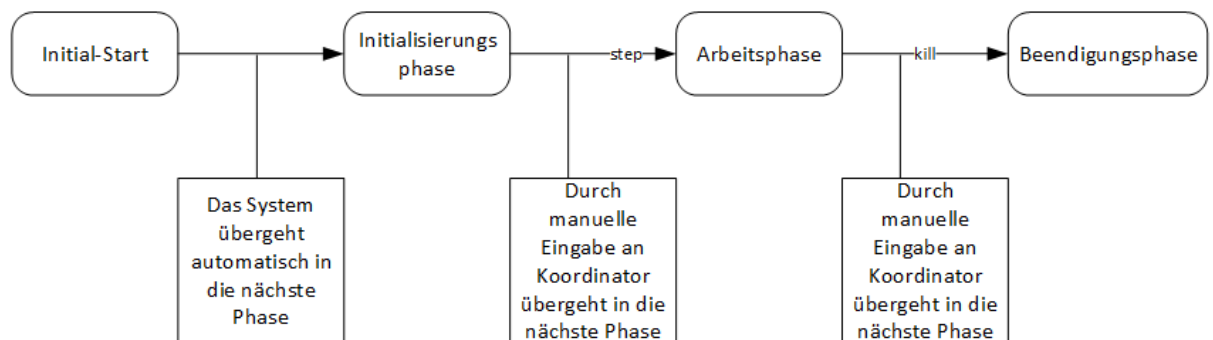 Initial-Start
Initialisierungs
phase
step
Arbeitsphase
kill
Beendigungsphase
Das System
übergeht
automatisch in
die nächste
Phase
Durch
manuelle
Eingabe an
Koordinator
übergeht in die
nächste Phase
Durch
manuelle
Eingabe an
Koordinator
übergeht in die
nächste Phase